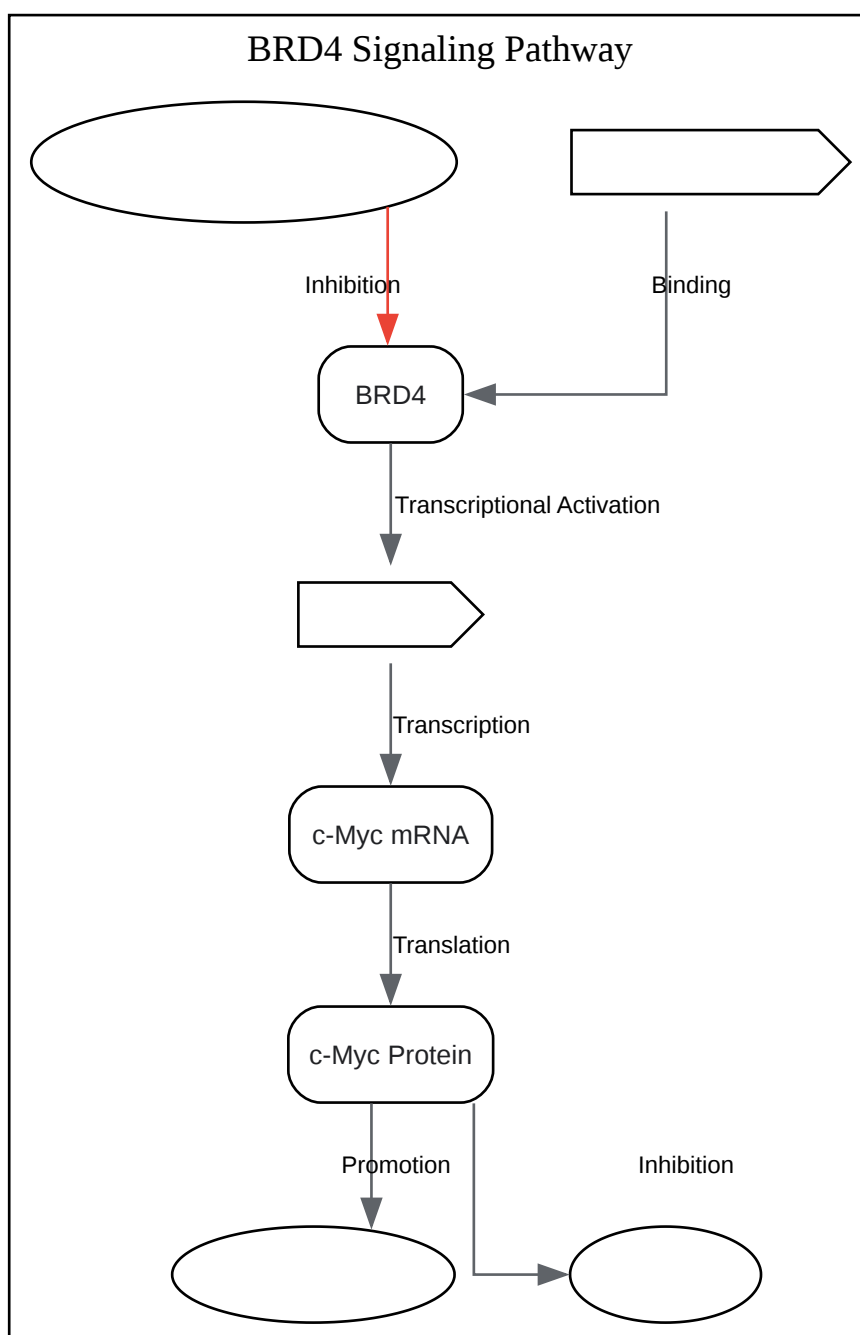 BRD4 Signaling Pathway
Inhibition
Binding
BRD4
Transcriptional Activation
Transcription
c-Myc mRNA
Translation
c-Myc Protein
Promotion
Inhibition